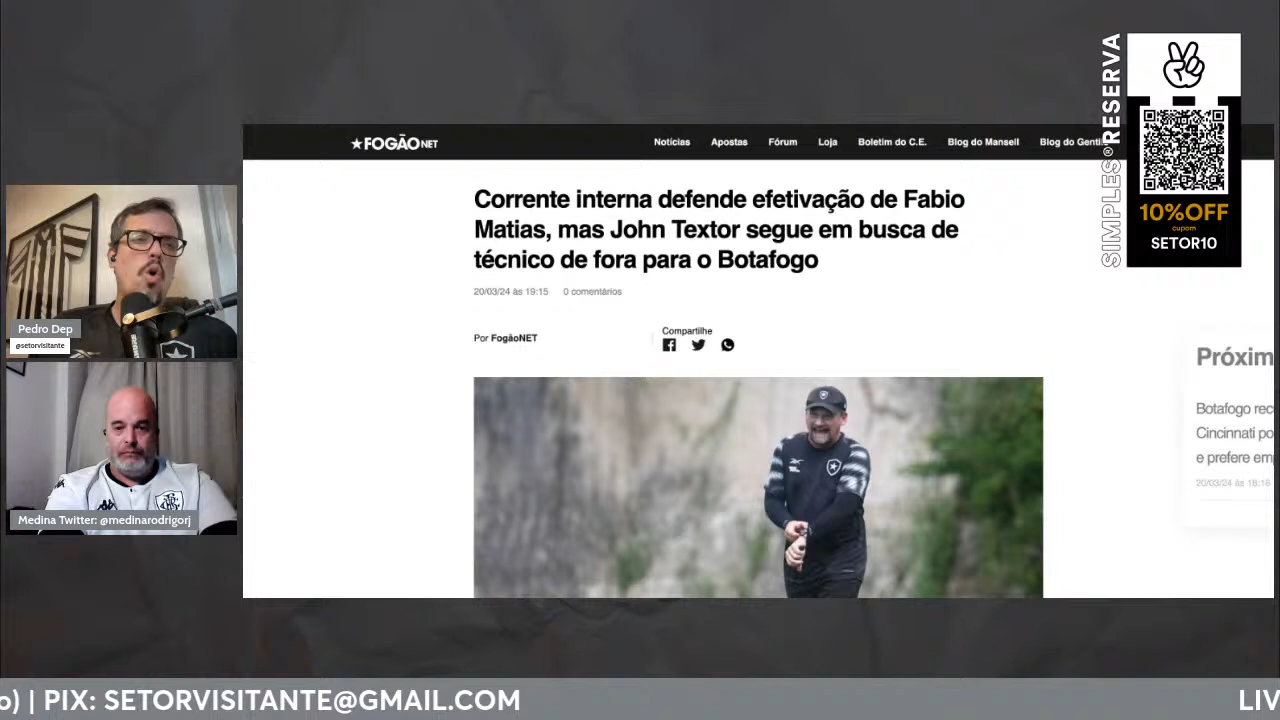 ★FOGÃONET
Notícias Apostas Fórum Loja Boletim do C.E. Blog do Mansell Blog do Genti
Corrente interna defende efetivação de Fabio
Matias, mas John Textor segue em busca de
técnico de fora para o Botafogo
20/03/24 às 19:15 0 comentários
Por FogãoNET
Compartilhe
Próxim
Botafogo rec
Cincinnati po
e prefere em
20/03/24 às 18:16
SIMPLES®RESERVA
10%OFF
cupom
SETOR10
Pedro Dep
@setorvisitante
Medina Twitter: @medinarodrigorj
o) | PIX: SETORVISITANTE@GMAIL.COM
LIV